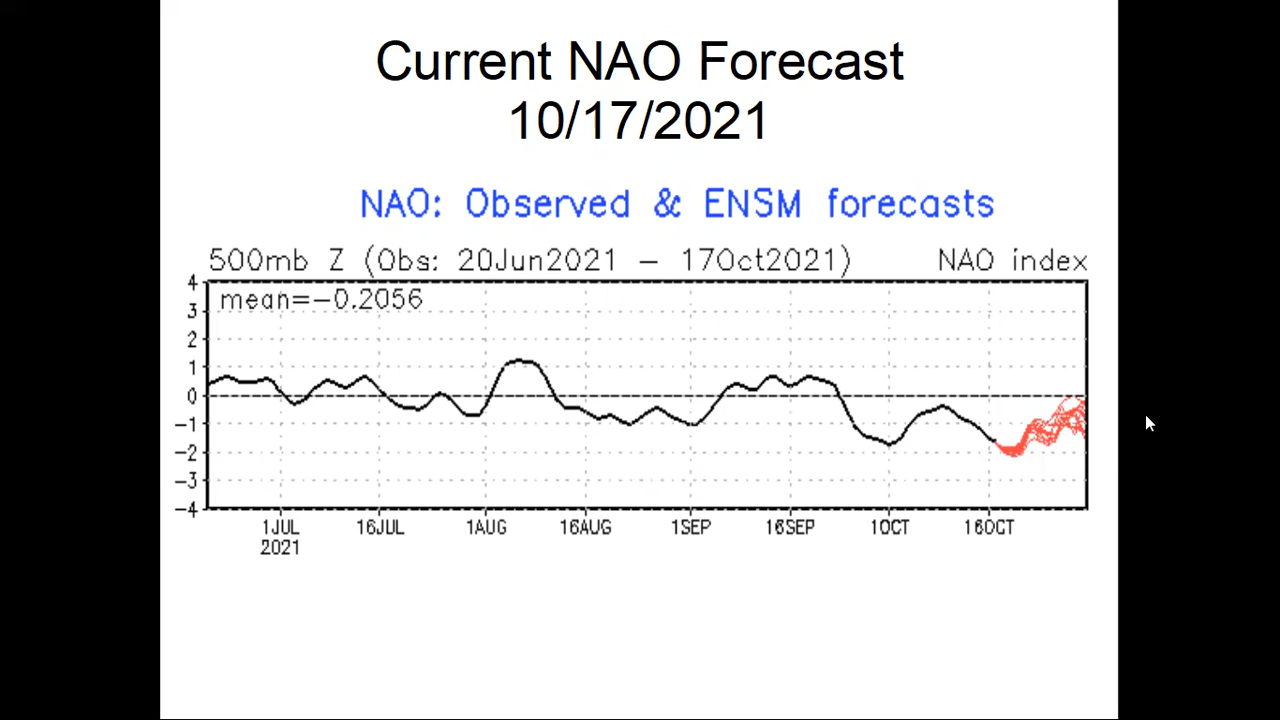 Current NAO Forecast
10/17/2021
NAO: Observed & ENSM forecasts
500mb Z (Obs: 20Jun2021 – 17Oct2021) NAO index
mean=-0.2056
4
3
2
1
0
-1
-2
-3
-4
1JUL 16JUL 1AUG 16AUG 1SEP 16SEP 1OCT 16OCT
2021